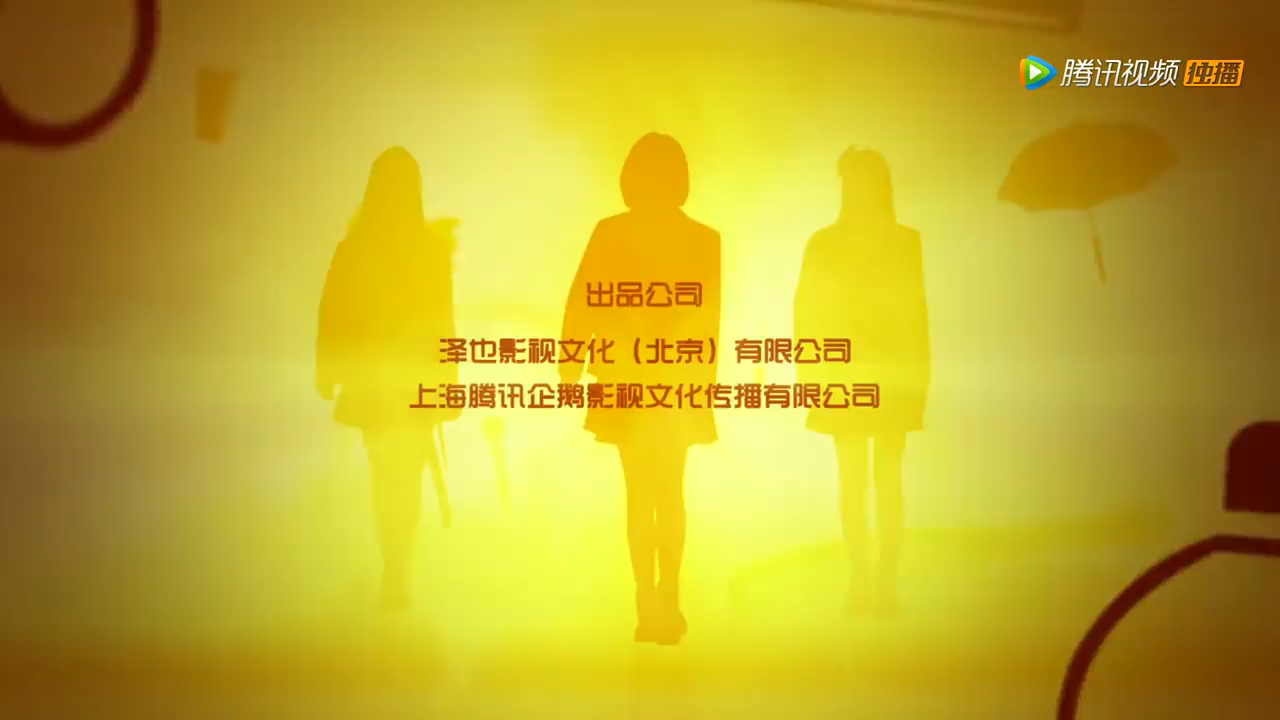 腾讯视频 独播
出品公司
泽也影视文化（北京）有限公司
上海腾讯企鹅影视文化传播有限公司